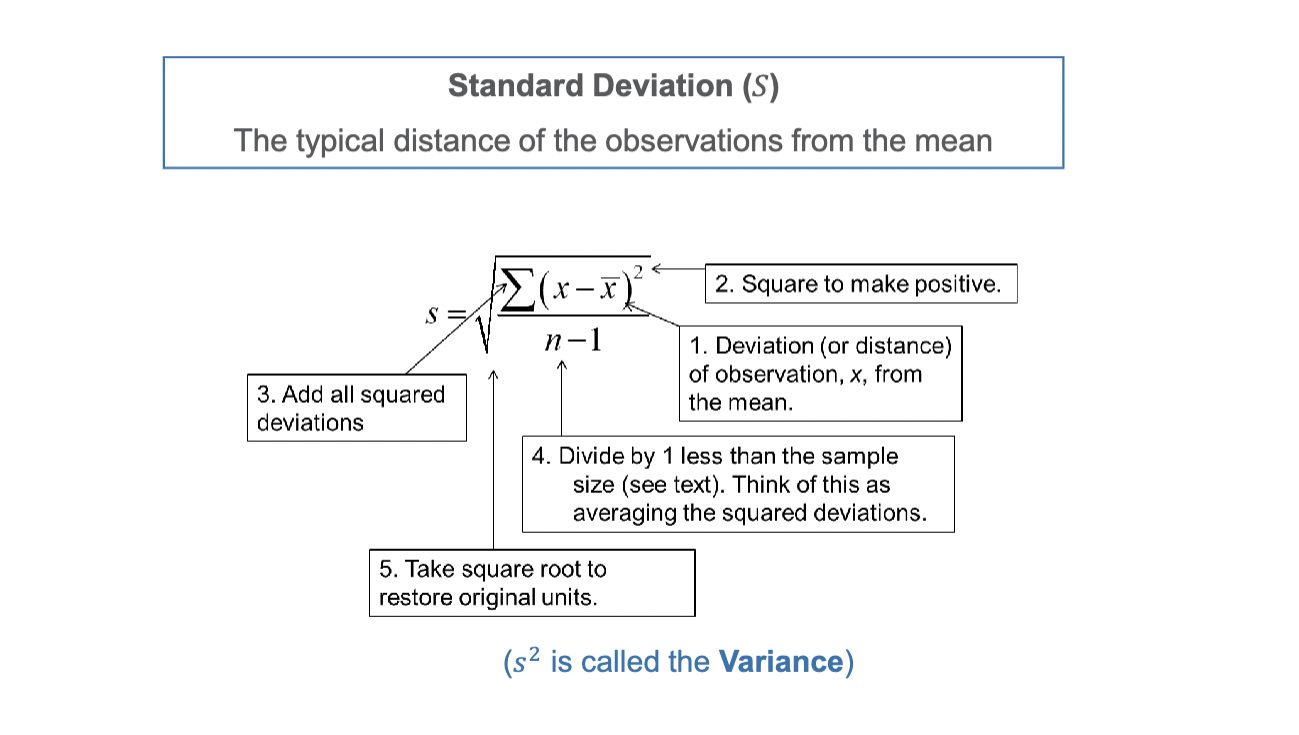 Standard Deviation (S)
The typical distance of the observations from the mean
s = √(∑(x – x̄)² / (n – 1))
2. Square to make positive.
1. Deviation (or distance)
of observation, x, from
the mean.
3. Add all squared
deviations
4. Divide by 1 less than the sample
size (see text). Think of this as
averaging the squared deviations.
5. Take square root to
restore original units.
(s² is called the Variance)